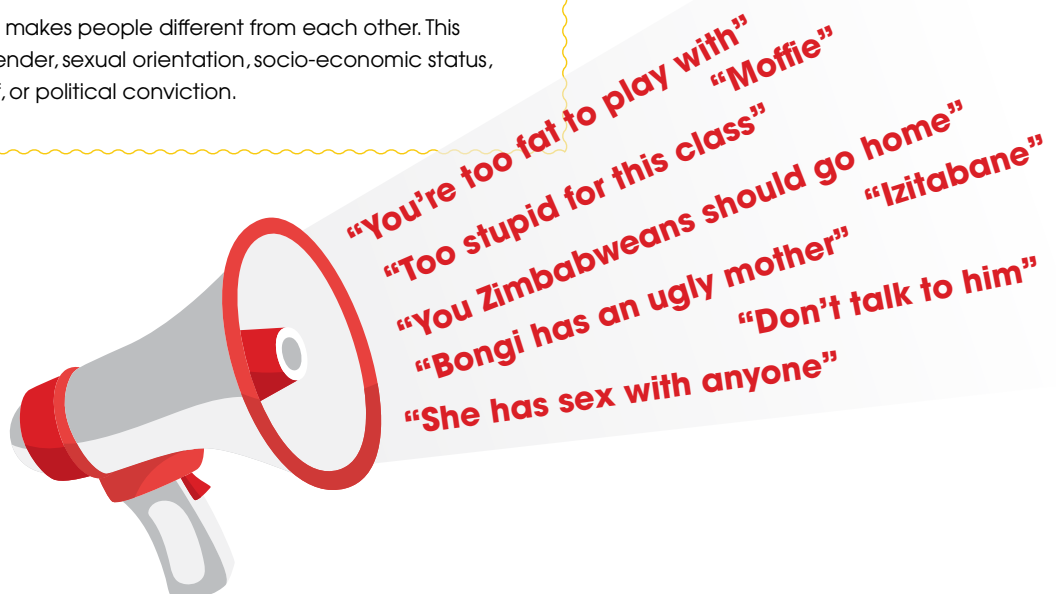 makes people different from each other. This
ender, sexual orientation, socio-economic status,
, or political conviction.
“You’re too fat to play with”
“Moffie”
“Too stupid for this class”
“You Zimbabweans should go home”
“Izitabane”
“Bongi has an ugly mother”
“Don’t talk to him”
“She has sex with anyone”